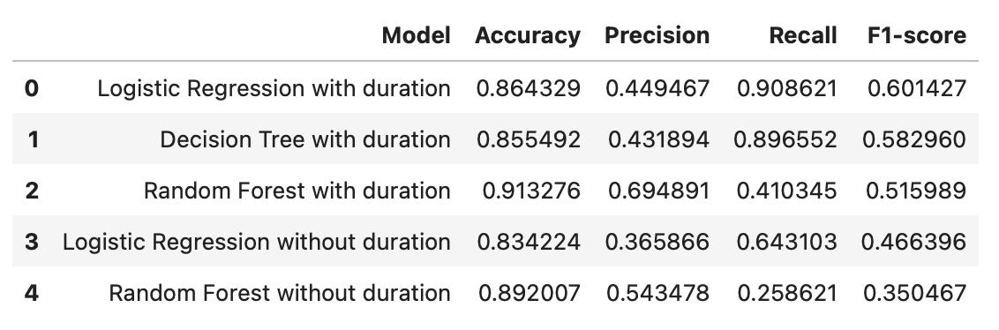 Model Accuracy Precision Recall F1-score
0 Logistic Regression with duration 0.864329 0.449467 0.908621 0.601427
1 Decision Tree with duration 0.855492 0.431894 0.896552 0.582960
2 Random Forest with duration 0.913276 0.694891 0.410345 0.515989
3 Logistic Regression without duration 0.834224 0.365866 0.643103 0.466396
4 Random Forest without duration 0.892007 0.543478 0.258621 0.350467